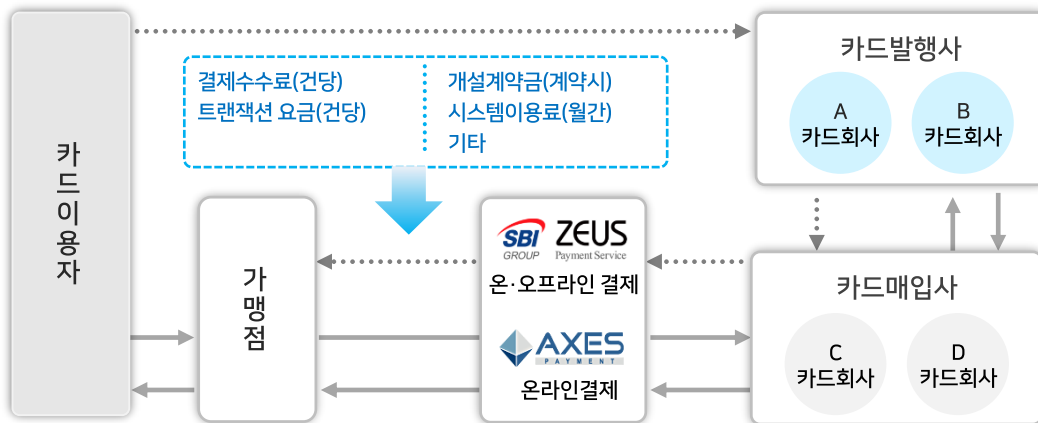 카드이용자
결제수수료(건당)
트랜잭션 요금(건당)
개설계약금(계약시)
시스템이용료(월간)
기타
카드발행사
A
카드회사
B
카드회사
가맹점
SBI
GROUP
ZEUS
Payment Service
온·오프라인 결제
AXES
PAYMENT
온라인결제
카드매입사
C
카드회사
D
카드회사